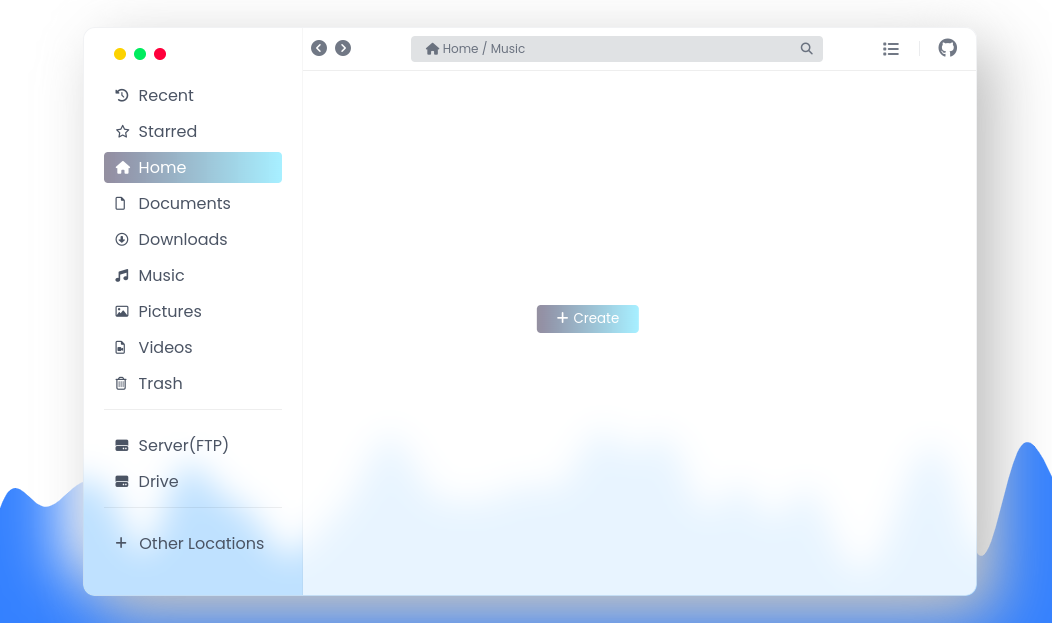 Home / Music
Recent
Starred
Home
Documents
Downloads
Music
Pictures
Videos
Trash
Server(FTP)
Drive
+ Other Locations
+ Create